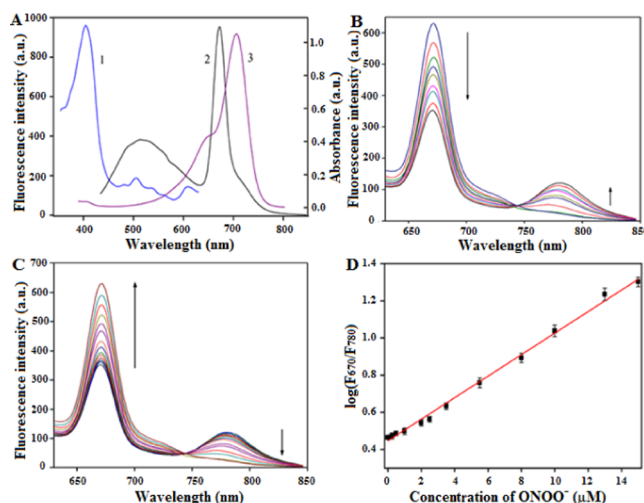 A
Fluorescence intensity (a.u.)
1000
800
600
400
200
0
1
2
3
1.0
0.8
0.6
0.4
0.2
0.0
Absorbance (a.u.)
400 500 600 700 800
Wavelength (nm)
B
Fluorescence intensity (a.u.)
600
500
400
300
200
100
0
650 700 750 800 850
Wavelength (nm)
C
Fluorescence intensity (a.u.)
700
600
500
400
300
200
100
0
650 700 750 800 850
Wavelength (nm)
D
log(F670/F780)
1.4
1.2
1.0
0.8
0.6
0.4
0 2 4 6 8 10 12 14
Concentration of ONOO⁻ (μM)